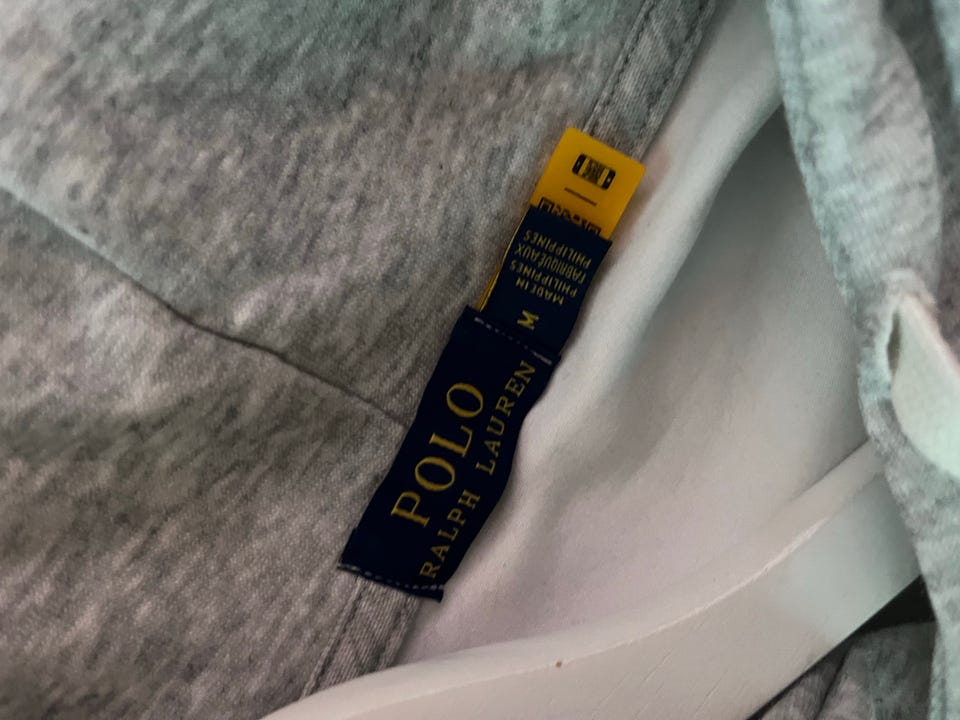 POLO
RALPH LAUREN
M
MADE IN
PHILIPPINES
FABRIQUÉ AUX
PHILIPPINES